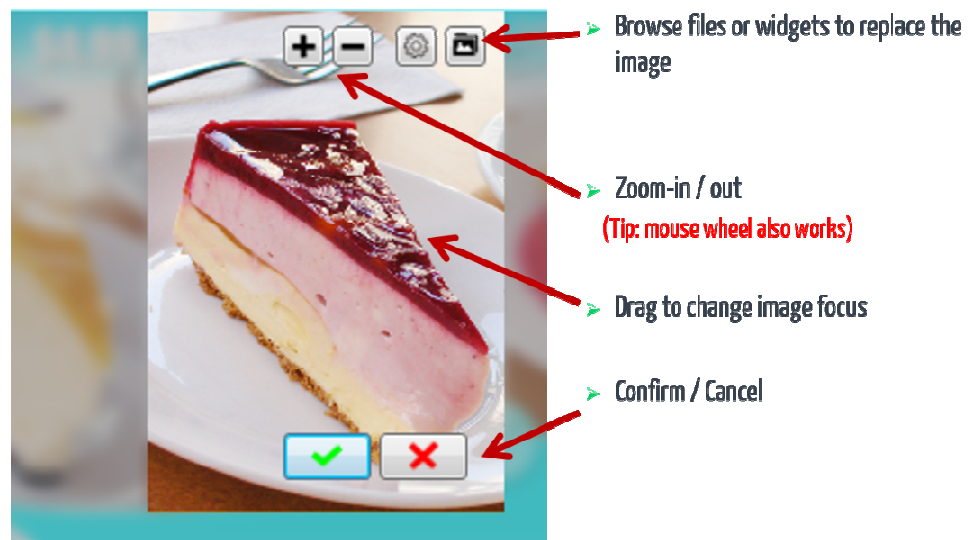 Browse files or widgets to replace the
image
Zoom-in / out
(Tip: mouse wheel also works)
Drag to change image focus
Confirm / Cancel